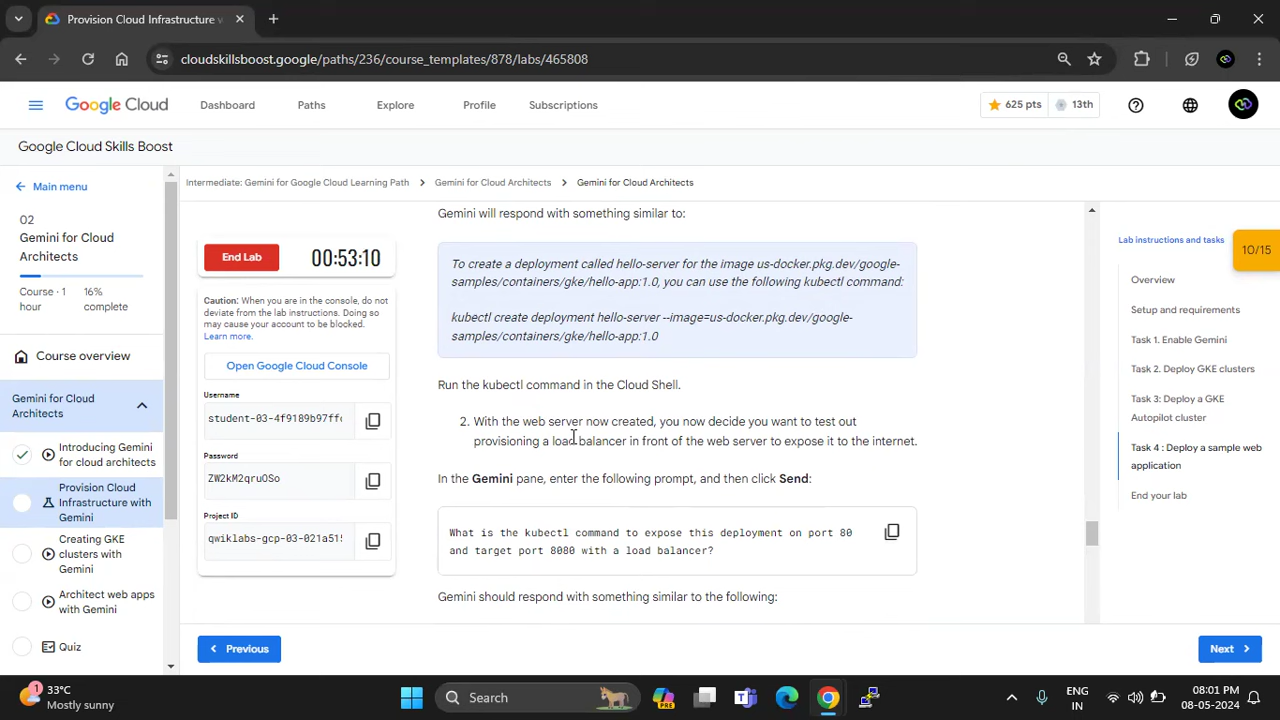 Provision Cloud Infrastructure w
cloudskillsboost.google/paths/236/course_templates/878/labs/465808
Google Cloud
Dashboard
Paths
Explore
Profile
Subscriptions
625 pts
13th
Google Cloud Skills Boost
Main menu
02
Gemini for Cloud
Architects
Course · 1
hour
16%
complete
Course overview
Gemini for Cloud
Architects
Introducing Gemini
for cloud architects
Provision Cloud
Infrastructure with
Gemini
Creating GKE
clusters with
Gemini
Architect web apps
with Gemini
Quiz
Intermediate: Gemini for Google Cloud Learning Path
Gemini for Cloud Architects
Gemini for Cloud Architects
End Lab
00:53:10
Caution: When you are in the console, do not
deviate from the lab instructions. Doing so
may cause your account to be blocked.
Learn more.
Open Google Cloud Console
Username
student-03-4f9189b97ff
Password
ZW2kM2qruOSo
Project ID
qwiklabs-gcp-03-021a51
Gemini will respond with something similar to:
To create a deployment called hello-server for the image us-docker.pkg.dev/google-
samples/containers/gke/hello-app:1.0, you can use the following kubectl command:
kubectl create deployment hello-server --image=us-docker.pkg.dev/google-
samples/containers/gke/hello-app:1.0
Run the kubectl command in the Cloud Shell.
2. With the web server now created, you now decide you want to test out
provisioning a load balancer in front of the web server to expose it to the internet.
In the Gemini pane, enter the following prompt, and then click Send:
What is the kubectl command to expose this deployment on port 80
and target port 8080 with a load balancer?
Gemini should respond with something similar to the following:
Lab instructions and tasks
10/15
Overview
Setup and requirements
Task 1. Enable Gemini
Task 2. Deploy GKE clusters
Task 3: Deploy a GKE
Autopilot cluster
Task 4 : Deploy a sample web
application
End your lab
Previous
Next
1
33°C
Mostly sunny
Search
PRE
ENG
IN
08:01 PM
08-05-2024